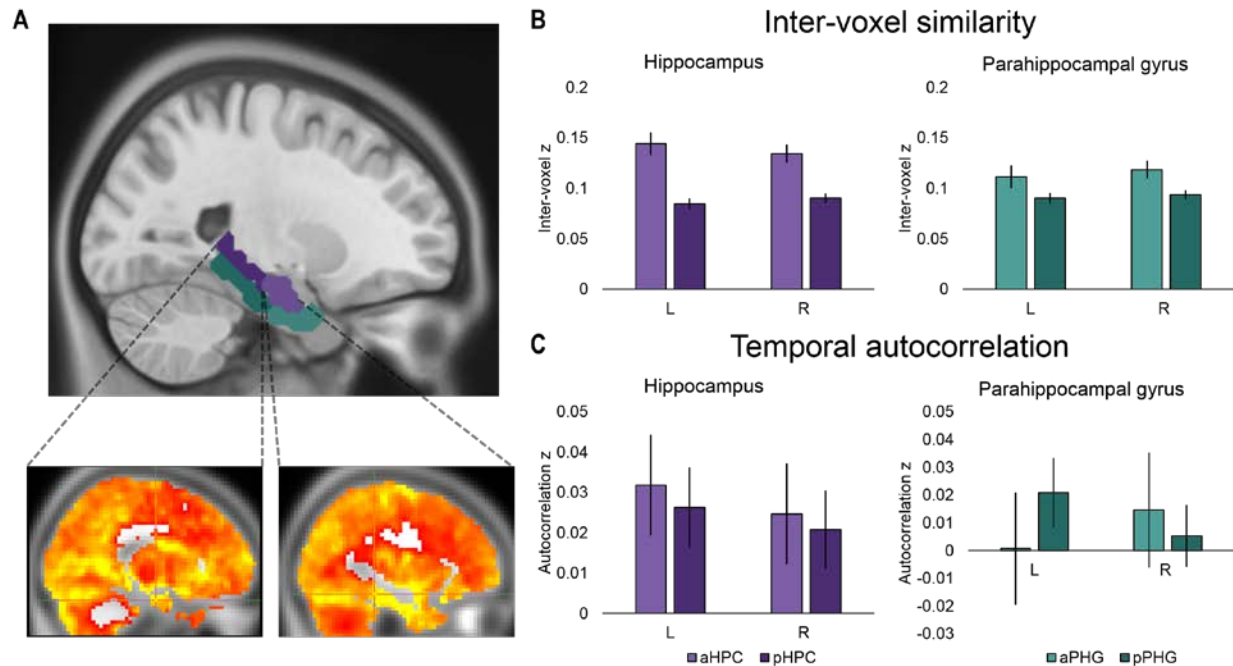 A
B
Inter-voxel similarity
Hippocampus
Parahippocampal gyrus
Inter-voxel z
0.2
0.15
0.1
0.05
0
L
R
Inter-voxel z
0.2
0.15
0.1
0.05
0
L
R
C
Temporal autocorrelation
Hippocampus
Parahippocampal gyrus
Autocorrelation z
0.05
0.04
0.03
0.02
0.01
0
L
R
aHPC
pHPC
Autocorrelation z
0.05
0.04
0.03
0.02
0.01
0
-0.01
-0.02
-0.03
L
R
aPHG
pPHG